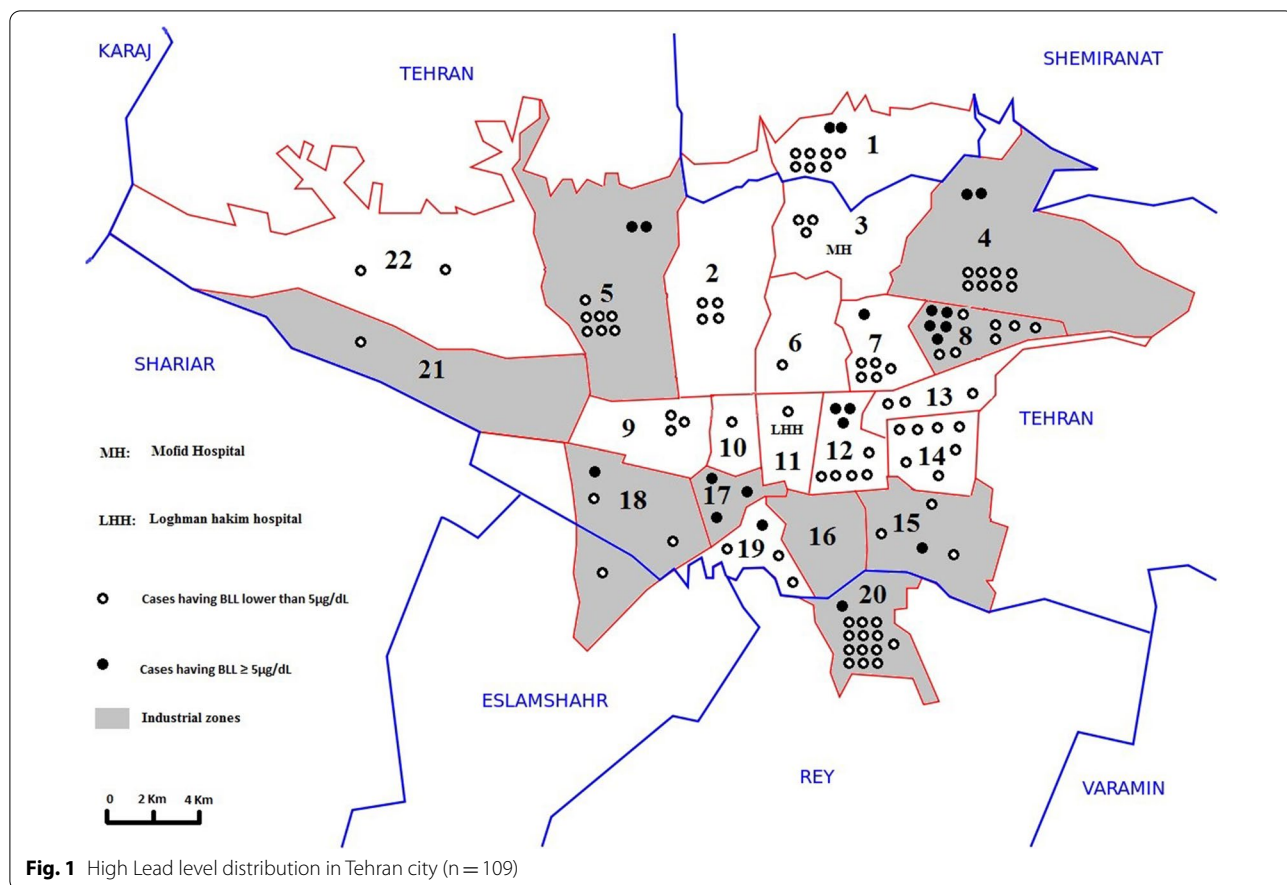 KARAJ
TEHRAN
SHEMIRANAT
1
3
MH
4
22
5
2
6
7
8
SHARIAR
21
13
TEHRAN
9
10
LHH
11
12
14
MH: Mofid Hospital
18
17
LHH: Loghman hakim hospital
19
16
15
20
Cases having BLL lower than 5µg/dL
Cases having BLL ≥ 5µg/dL
ESLAMSHAHR
Industrial zones
REY
VARAMIN
0 2 Km 4 Km
Fig. 1 High Lead level distribution in Tehran city (n = 109)